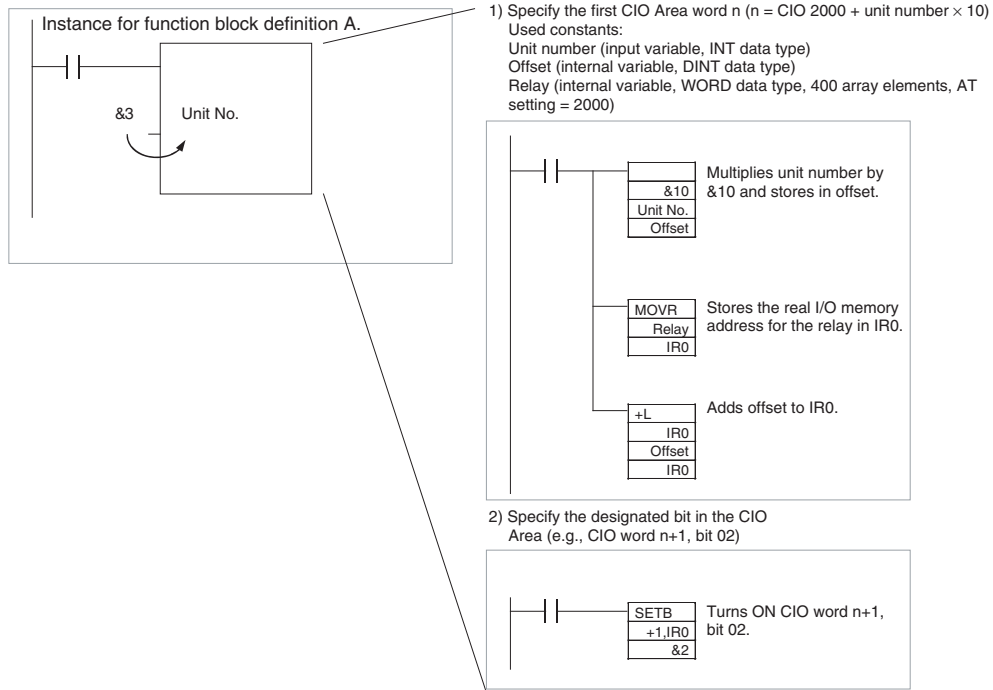 Instance for function block definition A.
&3
Unit No.
1) Specify the first CIO Area word n (n = CIO 2000 + unit number × 10)
Used constants:
Unit number (input variable, INT data type)
Offset (internal variable, DINT data type)
Relay (internal variable, WORD data type, 400 array elements, AT
setting = 2000)
&10
Unit No.
Offset
Multiplies unit number by
&10 and stores in offset.
MOVR
Relay
IR0
Stores the real I/O memory
address for the relay in IR0.
+L
IR0
Offset
IR0
Adds offset to IR0.
2) Specify the designated bit in the CIO
Area (e.g., CIO word n+1, bit 02)
SETB
+1,IR0
&2
Turns ON CIO word n+1,
bit 02.